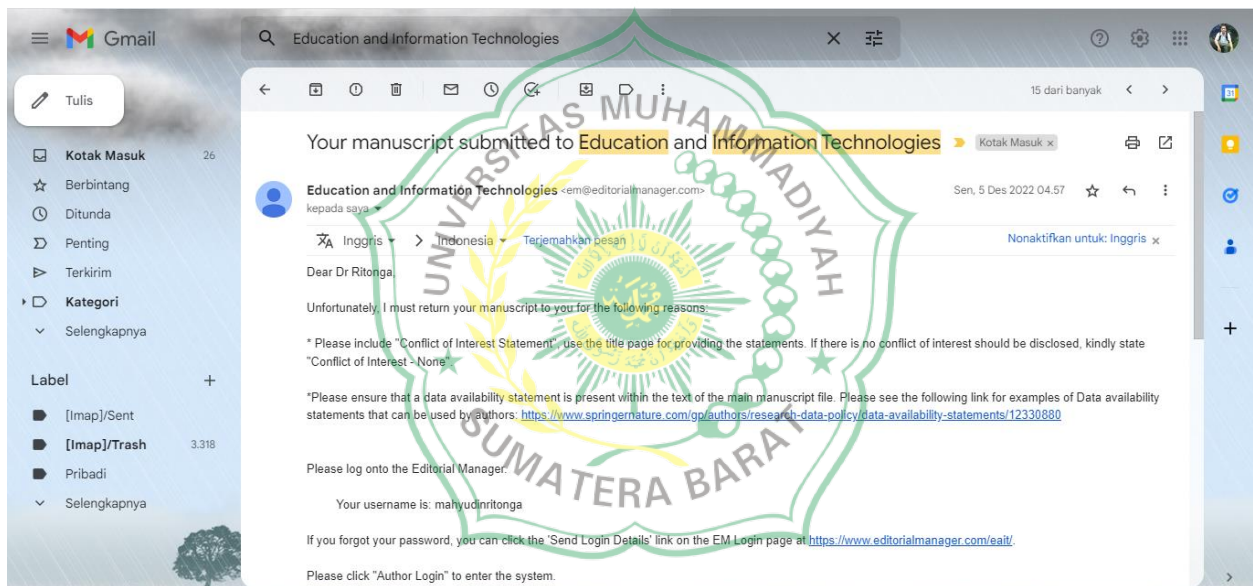 Gmail
Education and Information Technologies
Tulis
15 dari banyak
Your manuscript submitted to Education and Information Technologies
Kotak Masuk ×
Kotak Masuk 26
Berbintang
Ditunda
Penting
Terkirim
Kategori
Selengkapnya
Label +
[Imap]/Sent
[Imap]/Trash 3.318
Pribadi
Selengkapnya
Education and Information Technologies <em@editorialmanager.com>
Sen, 5 Des 2022 04.57
kepada saya
Inggris > Indonesia Terjemahkan pesan
Nonaktifkan untuk: Inggris ×
Dear Dr Ritonga,
Unfortunately, I must return your manuscript to you for the following reasons:
* Please include "Conflict of Interest Statement", use the title page for providing the statements. If there is no conflict of interest should be disclosed, kindly state
"Conflict of Interest - None".
*Please ensure that a data availability statement is present within the text of the main manuscript file. Please see the following link for examples of Data availability
statements that can be used by authors: https://www.springernature.com/gp/authors/research-data-policy/data-availability-statements/12330880
Please log onto the Editorial Manager.
Your username is: mahyudinritonga
If you forgot your password, you can click the 'Send Login Details' link on the EM Login page at https://www.editorialmanager.com/eait/.
Please click "Author Login" to enter the system.
UNIVERSITAS MUHAMMADIYAH
SUMATERA BARAT
31